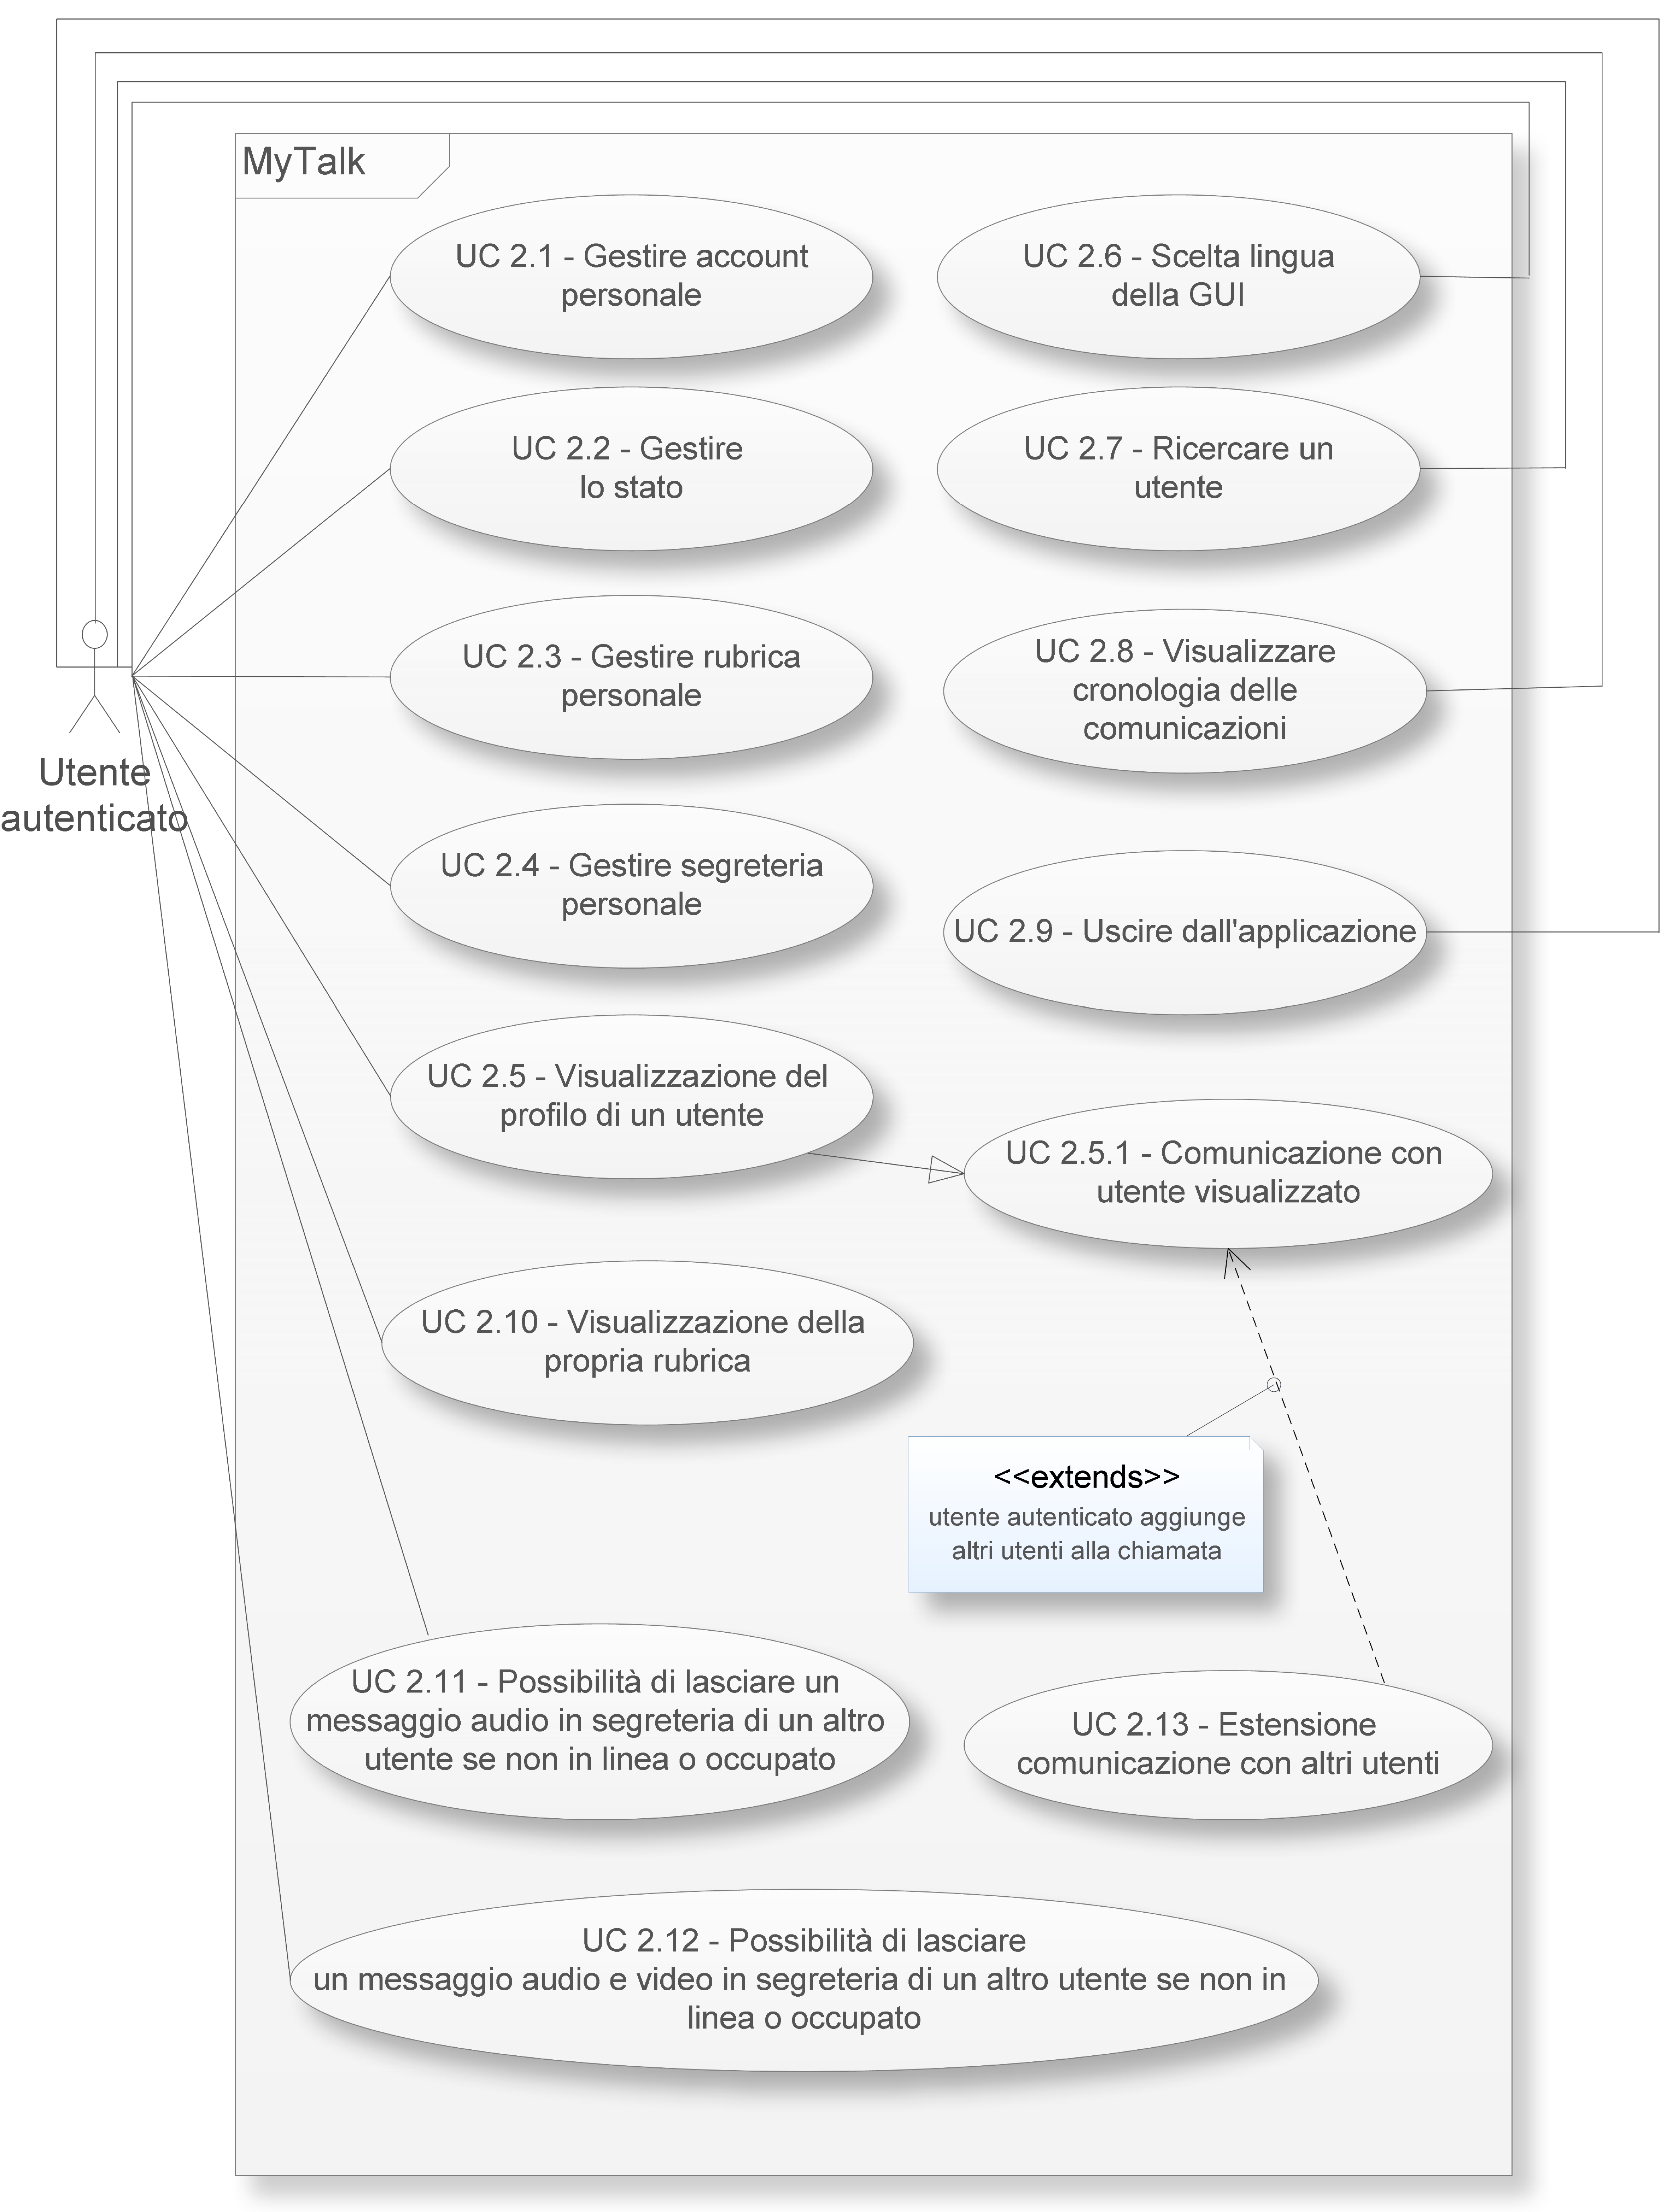 MyTalk
UC 2.1 - Gestire account
personale
UC 2.6 - Scelta lingua
della GUI
UC 2.2 - Gestire
lo stato
UC 2.7 - Ricercare un
utente
UC 2.3 - Gestire rubrica
personale
UC 2.8 - Visualizzare
cronologia delle
comunicazioni
Utente
autenticato
UC 2.4 - Gestire segreteria
personale
UC 2.9 - Uscire dall'applicazione
UC 2.5 - Visualizzazione del
profilo di un utente
UC 2.5.1 - Comunicazione con
utente visualizzato
UC 2.10 - Visualizzazione della
propria rubrica
<<extends>>
utente autenticato aggiunge
altri utenti alla chiamata
UC 2.11 - Possibilità di lasciare un
messaggio audio in segreteria di un altro
utente se non in linea o occupato
UC 2.13 - Estensione
comunicazione con altri utenti
UC 2.12 - Possibilità di lasciare
un messaggio audio e video in segreteria di un altro utente se non in
linea o occupato